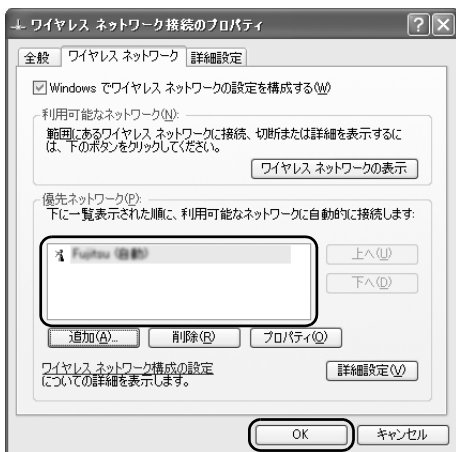 ワイヤレス ネットワーク接続のプロパティ
全般 ワイヤレス ネットワーク 詳細設定
Windows でワイヤレス ネットワークの設定を構成する(W)
利用可能なネットワーク(N):
範囲にあるワイヤレス ネットワークに接続、切断または詳細を表示するに
は、下のボタンをクリックしてください。
ワイヤレス ネットワークの表示
優先ネットワーク(P):
下に一覧表示された順に、利用可能なネットワークに自動的に接続します:
Fujitsu (自動)
上へ(U)
下へ(D)
追加(A)... 削除(R) プロパティ(O)
ワイヤレス ネットワーク構成の設定
についての詳細を表示します。
詳細設定(V)
OK キャンセル